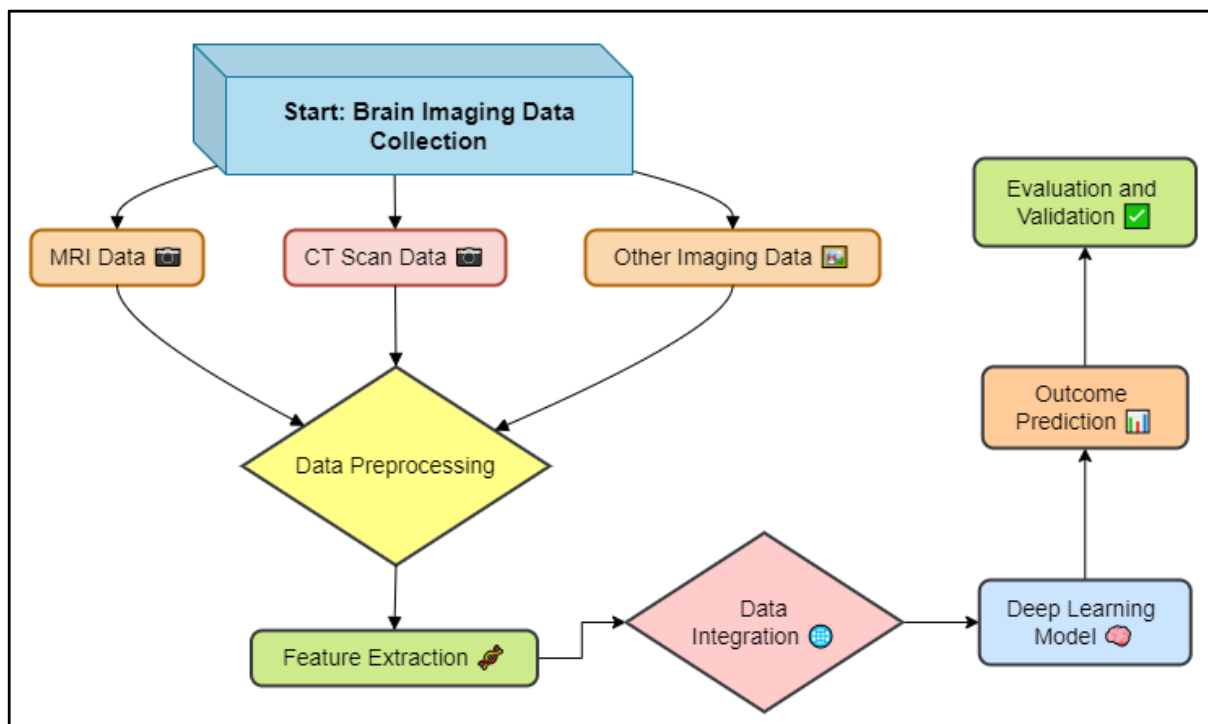 Start: Brain Imaging Data
Collection
MRI Data
CT Scan Data
Other Imaging Data
Data Preprocessing
Feature Extraction
Data
Integration
Deep Learning
Model
Outcome
Prediction
Evaluation and
Validation